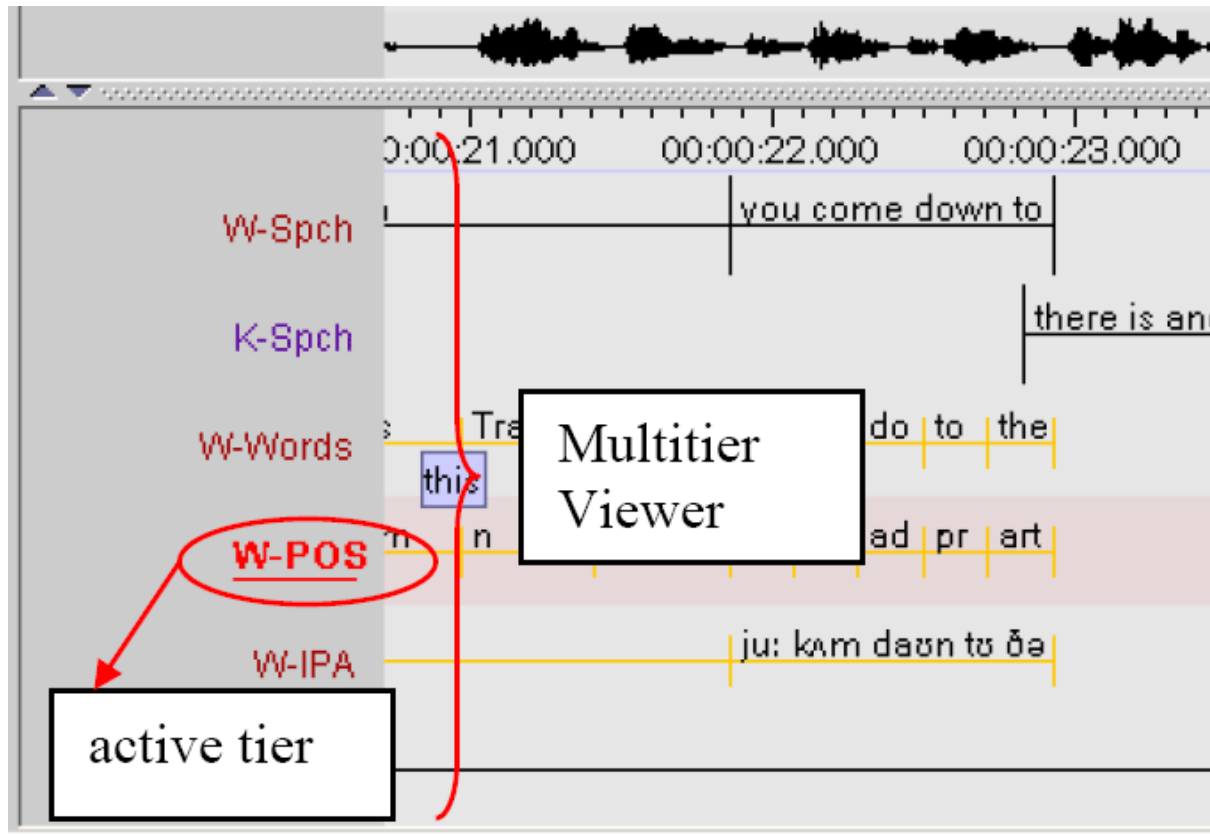 0:00:21.000 00:00:22.000 00:00:23.000
W-Spch you come down to
K-Spch there is
W-Words do to the
this
W-POS n ad pr art
W-IPA ju: kʌm daʊn tʊ ðə
Multitier
Viewer
active tier